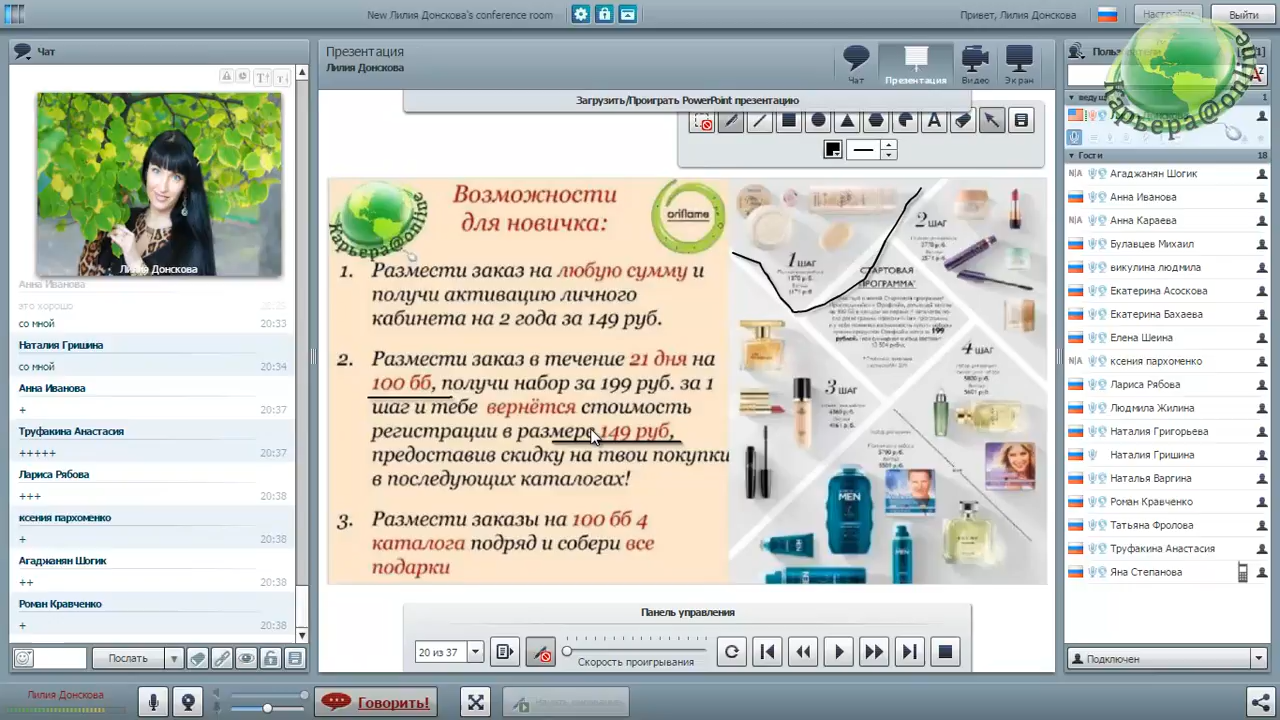 New Лилия Донскова's conference room
Привет, Лилия Донскова
Настройки
Выйти
Чат
Лилия Донскова
Анна Иванова
это хорошо
со мной 20:33
Наталия Гришина
со мной 20:34
Анна Иванова
+ 20:37
Труфакина Анастасия
+++++ 20:37
Лариса Рябова
+++ 20:38
ксения пархоменко
+ 20:38
Агаджанян Шогик
++ 20:38
Роман Кравченко
+ 20:38
Послать
Презентация
Лилия Донскова
Чат
Презентация
Видео
Экран
Загрузить/Проиграть PowerPoint презентацию
карьера@online
oriflame
Возможности
для новичка:
1. Размести заказ на любую сумму и
получи активацию личного
кабинета на 2 года за 149 руб.
2. Размести заказ в течение 21 дня на
100 бб, получи набор за 199 руб. за 1
шаг и тебе вернётся стоимость
регистрации в размере 149 руб,
предоставив скидку на твои покупки
в последующих каталогах!
3. Размести заказы на 100 бб 4
каталога подряд и собери все
подарки
1 ШАГ
2 ШАГ
СТАРТОВАЯ
ПРОГРАММА
3 ШАГ
4 ШАГ
MEN
Панель управления
20 из 37
Скорость проигрывания
карьера@online
ведущ 1
Гости 18
N/A Агаджанян Шогик
Анна Иванова
N/A Анна Караева
Булавцев Михаил
викулина людмила
Екатерина Асоскова
Екатерина Бахаева
Елена Шеина
N/A ксения пархоменко
Лариса Рябова
Людмила Жилина
Наталия Григорьева
Наталия Гришина
Наталья Варгина
Роман Кравченко
Татьяна Фролова
Труфакина Анастасия
Яна Степанова
Подключен
Лилия Донскова
Говорить!